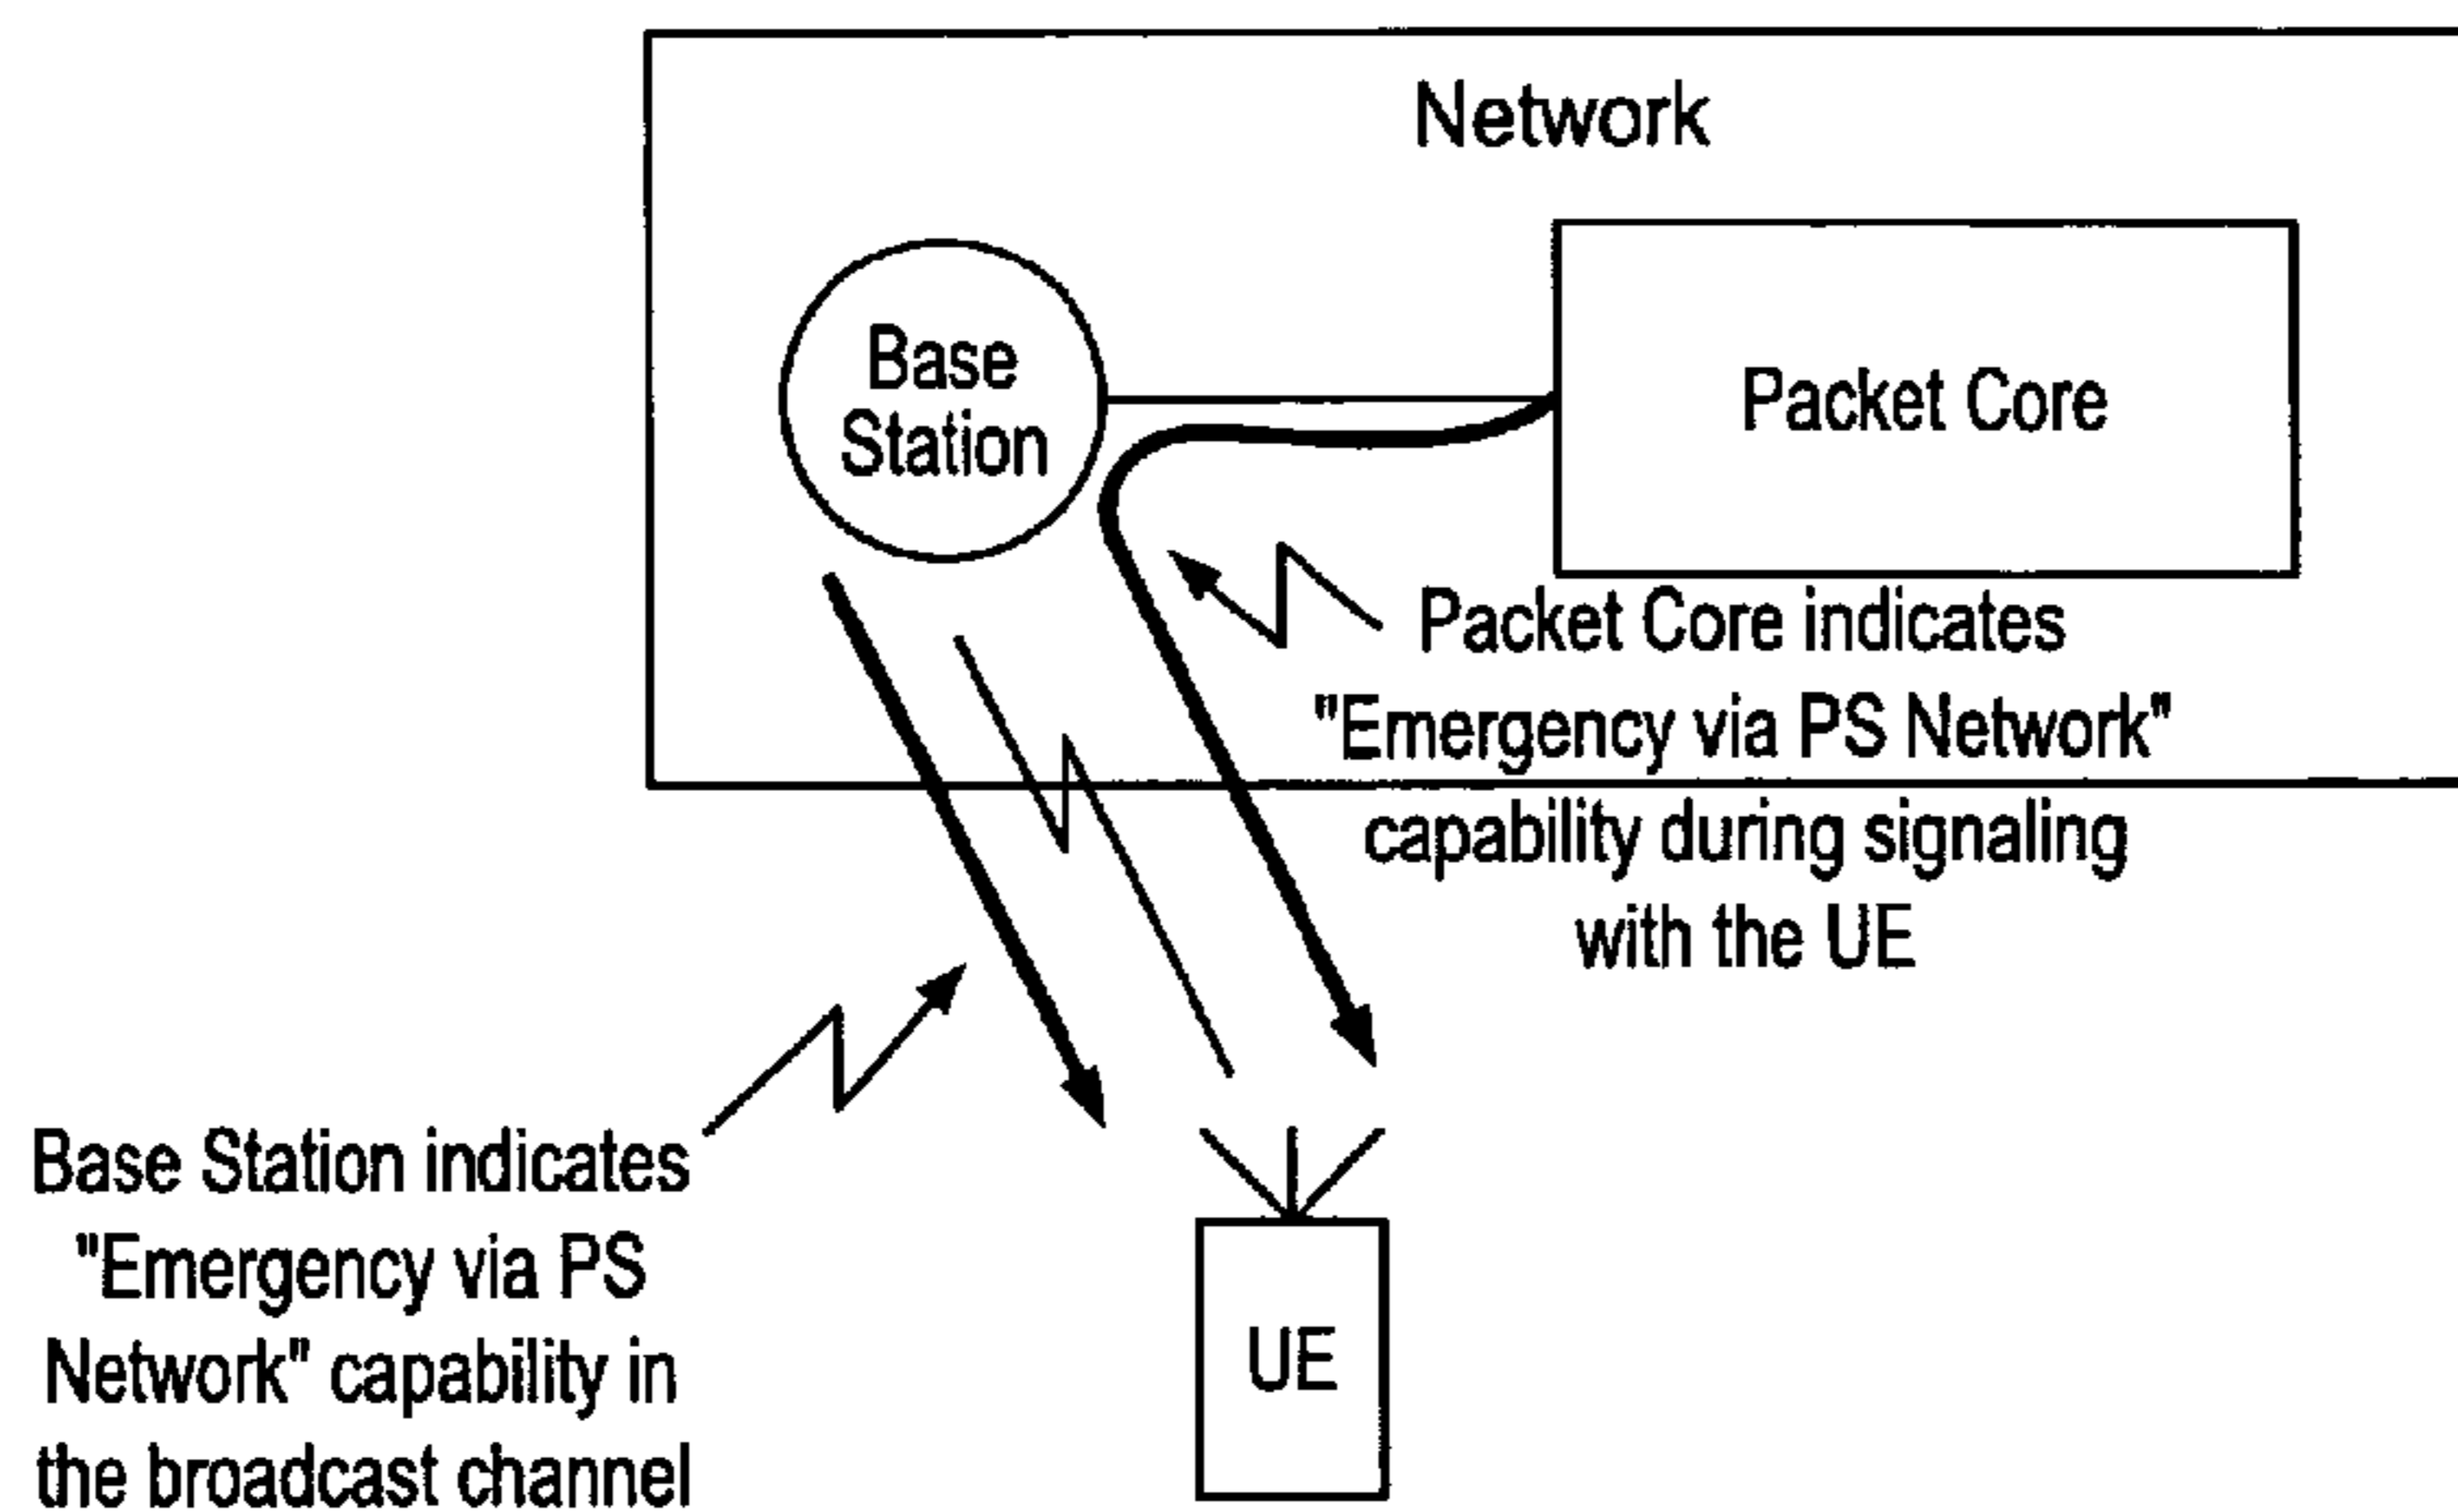 Network
Base
Station
Packet Core
Packet Core indicates
"Emergency via PS Network"
capability during signaling
with the UE
Base Station indicates
"Emergency via PS
Network" capability in
the broadcast channel
UE